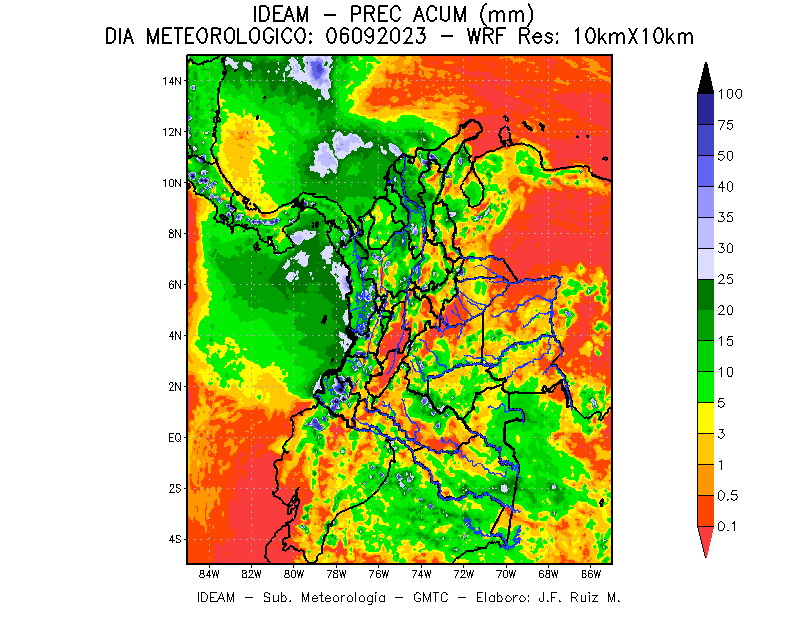 IDEAM – PREC ACUM (mm)
DIA METEOROLOGICO: 06092023 – WRF Res: 10kmX10km
14N
12N
10N
8N
6N
4N
2N
EQ
2S
4S
84W 82W 80W 78W 76W 74W 72W 70W 68W 66W
100
75
50
40
35
30
25
20
15
10
5
3
1
0.5
0.1
IDEAM – Sub. Meteorología – GMTC – Elaboro: J.F. Ruiz M.